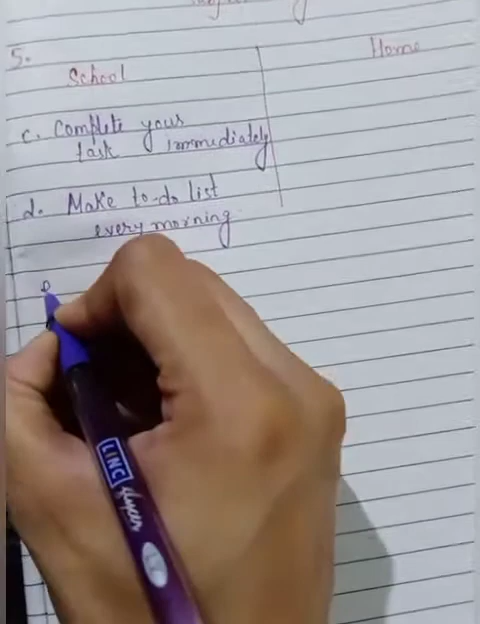 5.
School
Home
c. Complete your
task immediately
d. Make to-do list
every morning
e
LINC